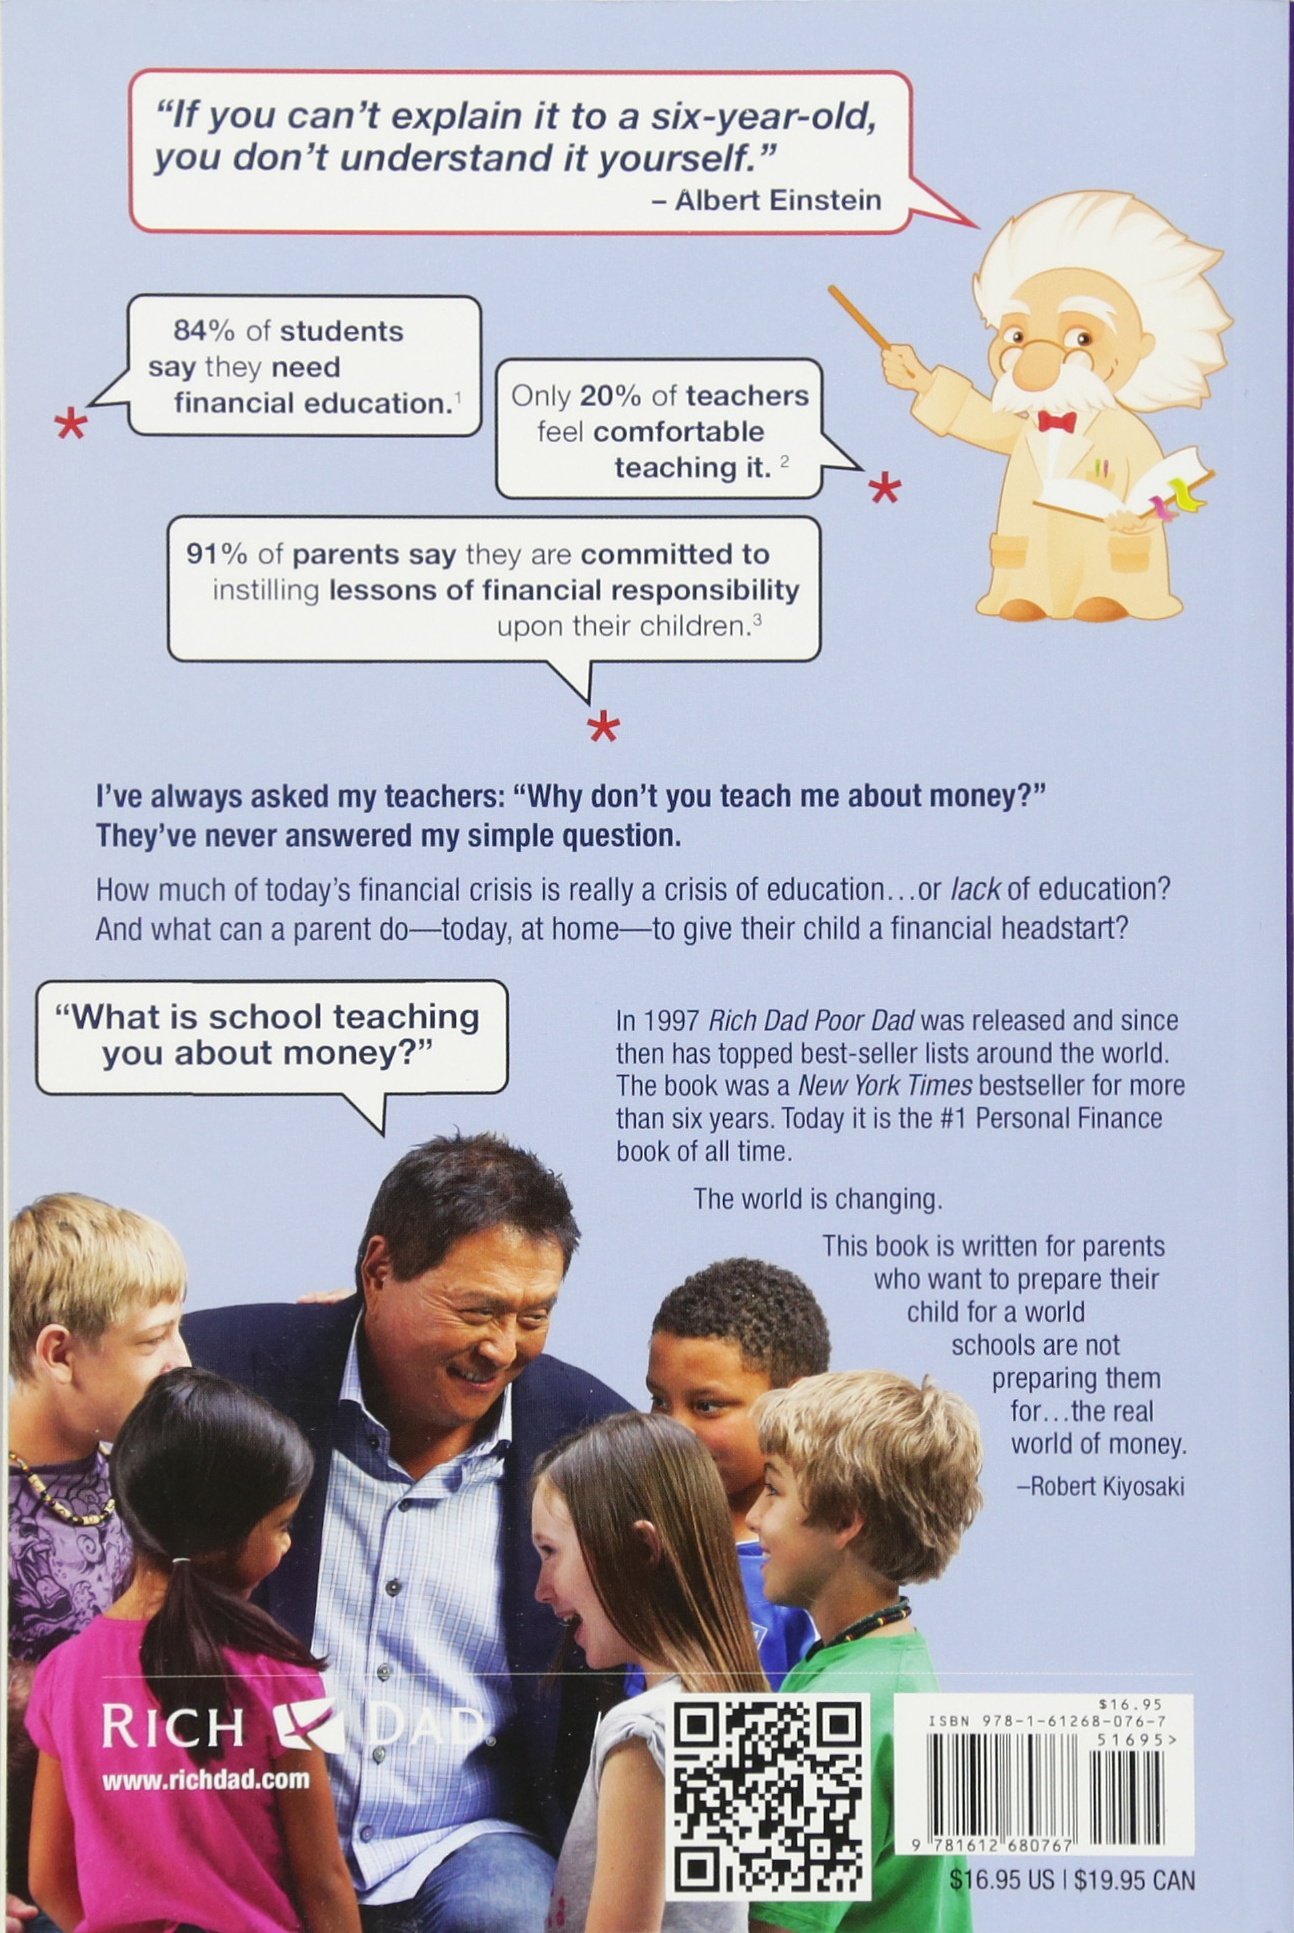 “If you can’t explain it to a six-year-old,
you don’t understand it yourself.”
– Albert Einstein
84% of students
say they need
financial education.¹
Only 20% of teachers
feel comfortable
teaching it. ²
91% of parents say they are committed to
instilling lessons of financial responsibility
upon their children.³
I’ve always asked my teachers: “Why don’t you teach me about money?”
They’ve never answered my simple question.
How much of today’s financial crisis is really a crisis of education…or lack of education?
And what can a parent do—today, at home—to give their child a financial headstart?
“What is school teaching
you about money?”
In 1997 Rich Dad Poor Dad was released and since
then has topped best-seller lists around the world.
The book was a New York Times bestseller for more
than six years. Today it is the #1 Personal Finance
book of all time.
The world is changing.
This book is written for parents
who want to prepare their
child for a world
schools are not
preparing them
for…the real
world of money.
–Robert Kiyosaki
RICH DAD®
www.richdad.com
$16.95
ISBN 978-1-61268-076-7
51695>
9 781612 680767
$16.95 US | $19.95 CAN